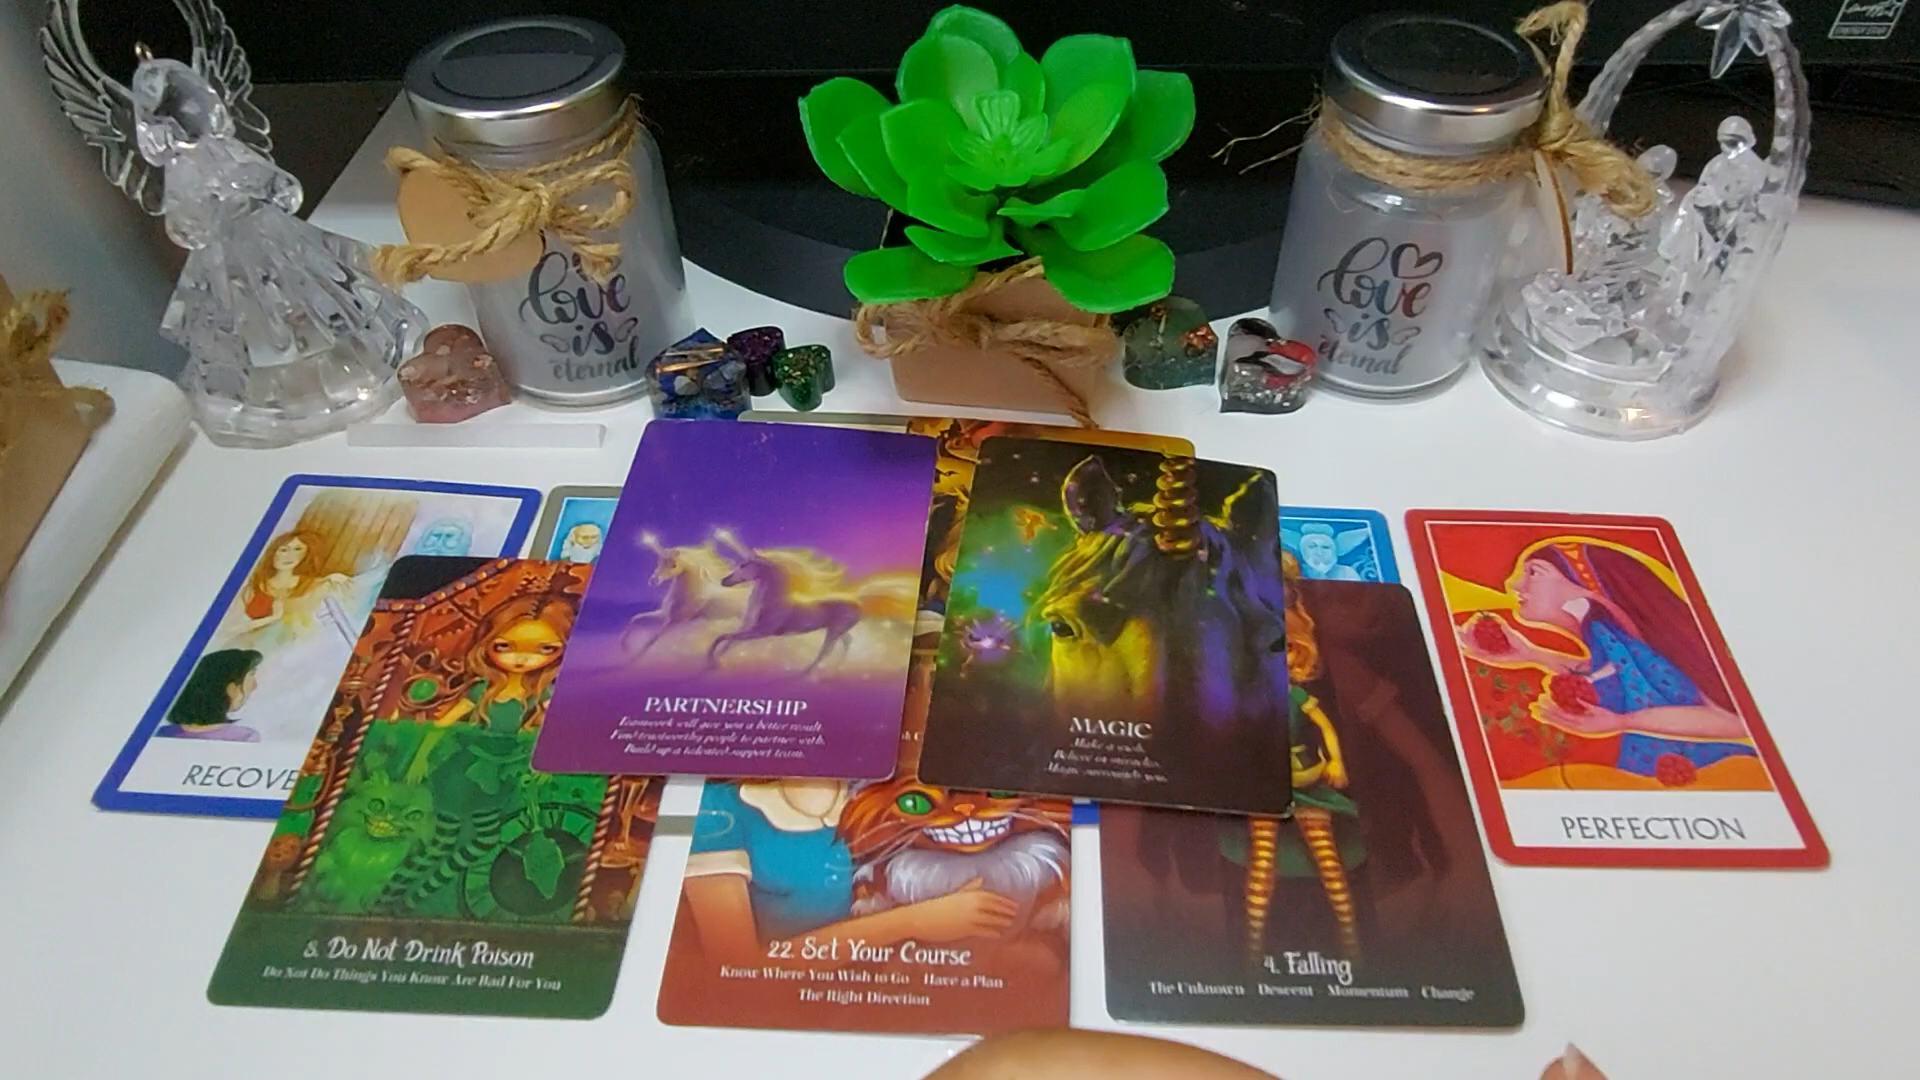 love
is
eternal
love
is
eternal
PARTNERSHIP
Teamwork will give you a better result.
Find trustworthy people to partner with.
Build up a talented support team.
MAGIC
Make a wish.
Believe in miracles.
Magic surrounds you.
RECOVE
PERFECTION
8. Do Not Drink Poison
Do Not Do Things You Know Are Bad For You
22. Set Your Course
Know Where You Wish to Go Have a Plan
The Right Direction
4. Falling
The Unknown Descent Momentum Change